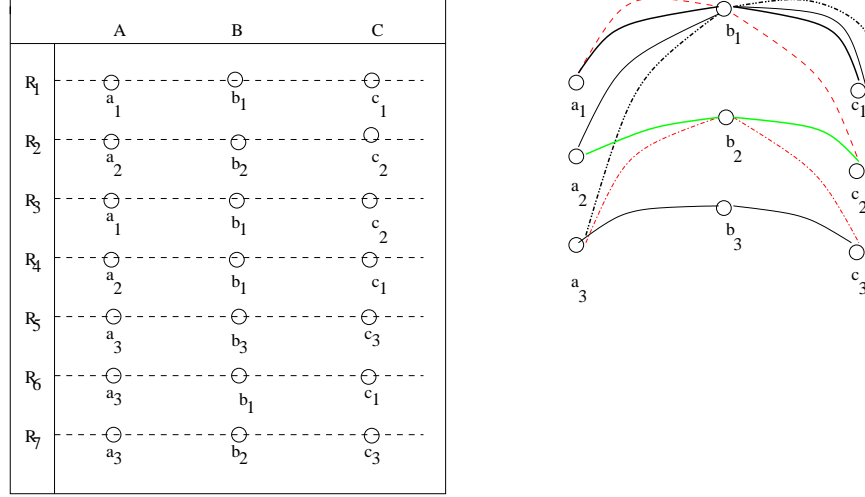 A B C
R1 a1 b1 c1
R2 a2 b2 c2
R3 a1 b1 c2
R4 a2 b1 c1
R5 a3 b3 c3
R6 a3 b1 c1
R7 a3 b2 c3
b1
a1 c1
b2
a2 c2
b3
a3 c3